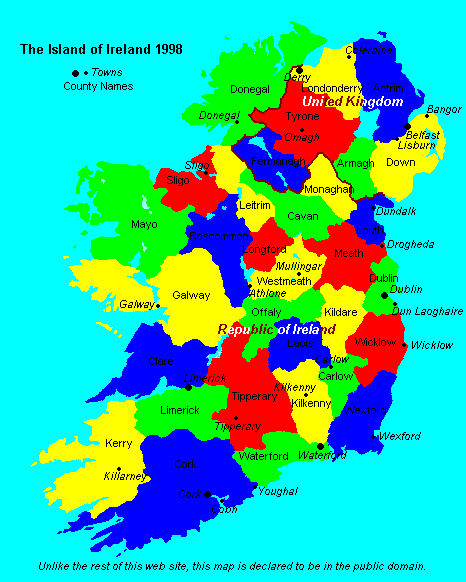 The Island of Ireland 1998
Towns
County Names
Coleraine
Donegal
Derry
Londonderry
Antrim
United Kingdom
Bangor
Donegal
Tyrone
Omagh
Belfast
Lisburn
Sligo
Fermanagh
Armagh
Down
Sligo
Monaghan
Leitrim
Dundalk
Mayo
Cavan
Louth
Roscommon
Drogheda
Longford
Meath
Mullingar
Westmeath
Dublin
Galway
Athlone
Dublin
Galway
Offaly
Kildare
Dun Laoghaire
Republic of Ireland
Laois
Wicklow
Wicklow
Clare
Carlow
Limerick
Carlow
Kilkenny
Tipperary
Kilkenny
Limerick
Wexford
Tipperary
Wexford
Kerry
Waterford
Waterford
Cork
Killarney
Youghal
Cork
Cobh
Unlike the rest of this web site, this map is declared to be in the public domain.